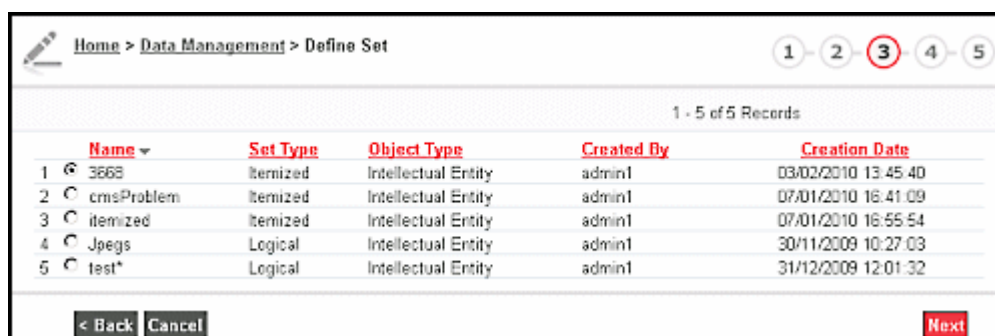 Home > Data Management > Define Set
1 - 2 - 3 - 4 - 5
1 - 5 of 5 Records
Name Set Type Object Type Created By Creation Date
1 3668 Itemized Intellectual Entity admin1 03/02/2010 13:45:40
2 cmsProblem Itemized Intellectual Entity admin1 07/01/2010 16:41:09
3 itemized Itemized Intellectual Entity admin1 07/01/2010 16:55:54
4 Jpegs Logical Intellectual Entity admin1 30/11/2009 10:27:03
5 test* Logical Intellectual Entity admin1 31/12/2009 12:01:32
< Back Cancel Next